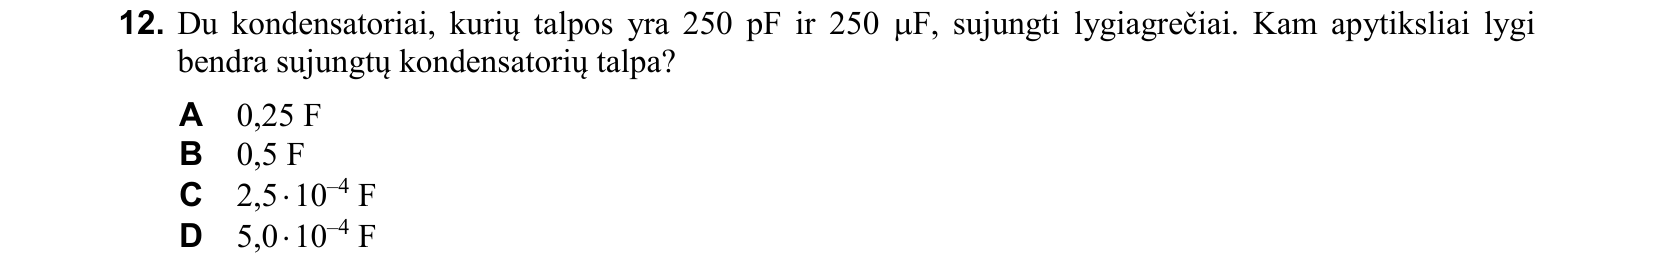 12. Du kondensatoriai, kurių talpos yra 250 pF ir 250 μF, sujungti lygiagrečiai. Kam apytiksliai lygi
bendra sujungtų kondensatorių talpa?
A 0,25 F
B 0,5 F
C 2,5·10⁻⁴ F
D 5,0·10⁻⁴ F